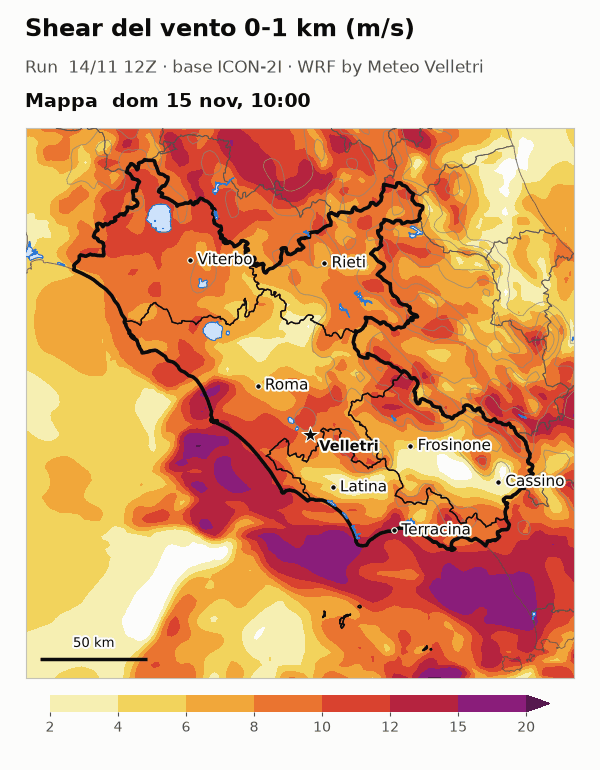 Shear del vento 0-1 km (m/s)
Run 14/11 12Z · base ICON-2I · WRF by Meteo Velletri
Mappa dom 15 nov, 10:00
Viterbo
Rieti
Roma
Velletri
Frosinone
Cassino
Latina
Terracina
50 km
2 4 6 8 10 12 15 20